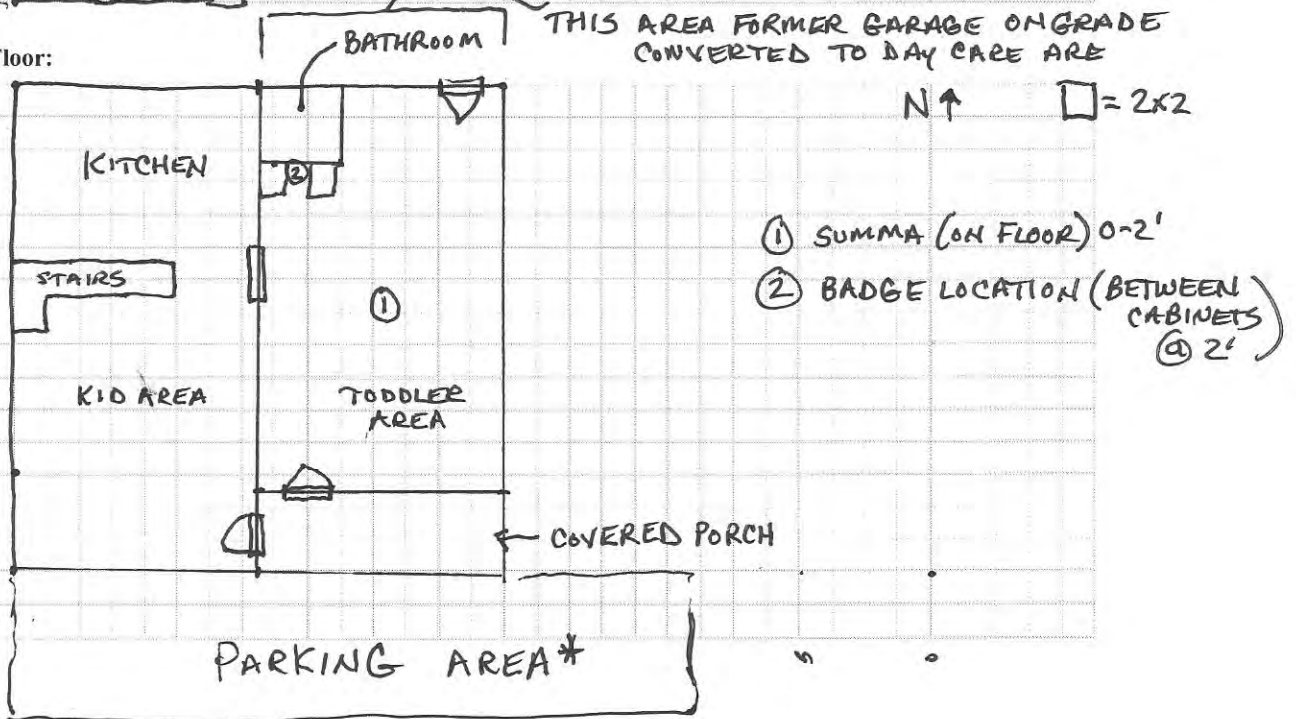 THIS AREA FORMER GARAGE ON GRADE
CONVERTED TO DAY CARE ARE
BATHROOM
loor:
N ↑
= 2x2
KITCHEN
2
① SUMMA (ON FLOOR) 0-2'
② BADGE LOCATION (BETWEEN
CABINETS
@ 2')
STAIRS
1
KID AREA
TODDLER
AREA
← COVERED PORCH
PARKING AREA*